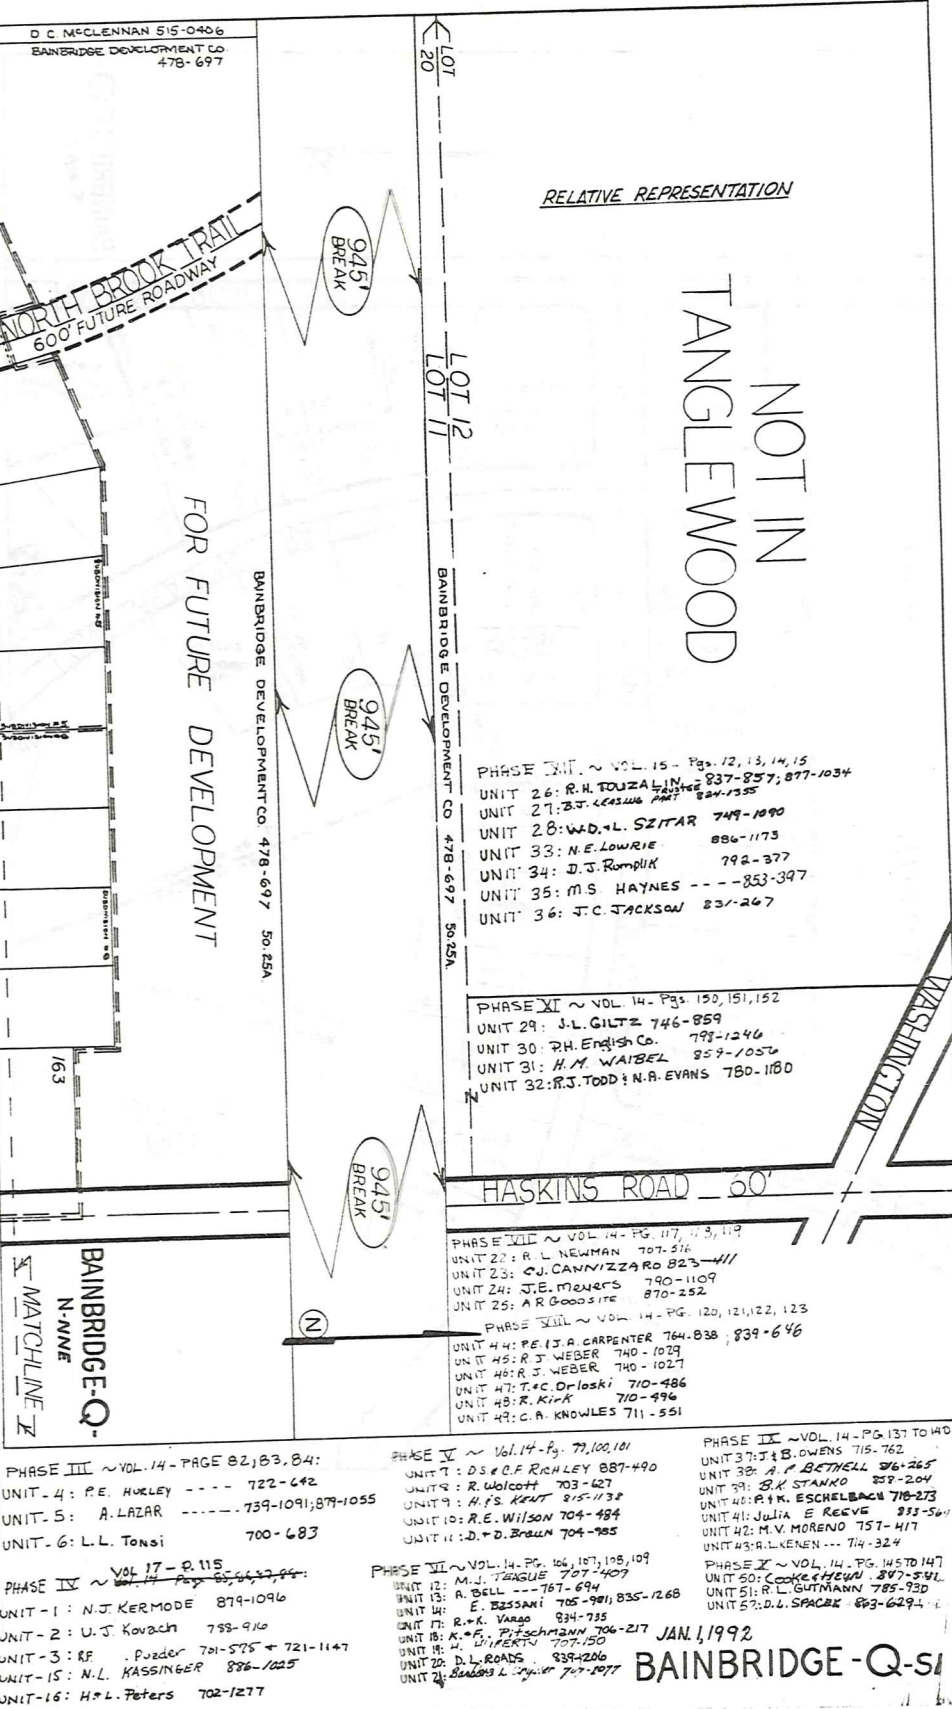 D C. McCLENNAN 515-0406
BAINBRIDGE DEVELOPMENT CO.
478-697
LOT
20
RELATIVE REPRESENTATION
NORTH BROOK TRAIL
600' FUTURE ROADWAY
945'
BREAK
LOT 12
LOT 11
NOT IN
TANGLEWOOD
FOR FUTURE DEVELOPMENT
BAINBRIDGE DEVELOPMENT CO. 478-697 50.25A.
BAINBRIDGE DEVELOPMENT CO 478-697 50.25A.
945'
BREAK
PHASE ~ VOL. 15 - Pgs. 12, 13, 14, 15
UNIT 26: R.H. TOUZALIN TRUSTEE - 837-857; 877-1034
UNIT 27: B.J. LEASING PART 824-1355
UNIT 28: W.D. & L. SZITAR 749-1090
UNIT 33: N.E. LOWRIE 886-1173
UNIT 34: D.J. Romplik 792-377
UNIT 35: M.S. HAYNES ---- 853-397
UNIT 36: J.C. JACKSON 831-267
PHASE XI ~ VOL. 14 - Pgs. 150, 151, 152
UNIT 29: J.L. GILTZ 746-859
UNIT 30: P.H. English Co. 798-1246
UNIT 31: H.M. WAIBEL 859-1056
UNIT 32: R.J. TODD & N.A. EVANS 780-1180
WASHINGTON
163
945'
BREAK
HASKINS ROAD 60'
PHASE VII ~ VOL. 14 - PG. 117, 118, 119
UNIT 22: R.L. NEWMAN 707-516
UNIT 23: C.J. CANNIZZARO 823-411
UNIT 24: J.E. Meyers 790-1109
UNIT 25: A R GOODSITE 870-252
PHASE VIII ~ VOL. 14 - PG. 120, 121, 122, 123
UNIT 44: P.E. & J.A. CARPENTER 764-838 ; 839-646
UNIT 45: R.J. WEBER 740-1029
UNIT 46: R.J. WEBER 740-1027
UNIT 47: T. & C. Orloski 710-486
UNIT 48: R. Kirk 710-496
UNIT 49: C.A. KNOWLES 711-551
N
BAINBRIDGE-Q-
N-NNE
MATCHLINE
PHASE III ~ VOL. 14 - PAGE 82, 83, 84:
UNIT-4: P.E. HURLEY ---- 722-642
UNIT-5: A. LAZAR ------ 739-1091; 879-1055
UNIT-6: L.L. Tonsi 700-683
PHASE IV ~ VOL 17 - P. 115
UNIT-1: N.J. KERMODE 879-1096
UNIT-2: U.J. Kovach 788-916
UNIT-3: R.F. Puzder 701-575 + 721-1147
UNIT-15: N.L. KASSINGER 886-1025
UNIT-16: H. & L. Peters 702-1277
PHASE V ~ Vol. 14 - Pg. 99, 100, 101
UNIT 7: D.S. & C.F. RICHLEY 887-490
UNIT 8: R. Wolcott 703-627
UNIT 9: H. & S. KENT 815-1138
UNIT 10: R.E. Wilson 704-484
UNIT 11: D. + D. Braun 704-985
PHASE VI ~ VOL. 14 - PG. 106, 107, 108, 109
UNIT 12: M.J. TEAGUE 707-409
UNIT 13: A. BELL --- 767-694
UNIT 14: E. BASSANI 705-981; 835-1268
UNIT 17: R. & K. Vargo 834-735
UNIT 18: K. & F. Pitschmann 706-217
UNIT 19: H. 707-150
UNIT 20: D.L. ROADS 839-1206
UNIT 21: Barbara L. 707-1077
PHASE IX ~ VOL. 14 - PG. 137 TO 140
UNIT 37: J. & B. OWENS 715-762
UNIT 38: A.P. BETHELL 816-265
UNIT 39: B.K. STANKO 858-204
UNIT 40: P. & K. ESCHELBACH 718-273
UNIT 41: Julia E REEVE 833-564
UNIT 42: M.V. MORENO 757-417
UNIT 43: A.L. KENEN --- 714-324
PHASE X ~ VOL. 14 - PG. 145 TO 147
UNIT 50: 847-541
UNIT 51: R.L. GUTMANN 785-930
UNIT 52: D.L. SPACEK 863-629
JAN. 1, 1992
BAINBRIDGE-Q-S1